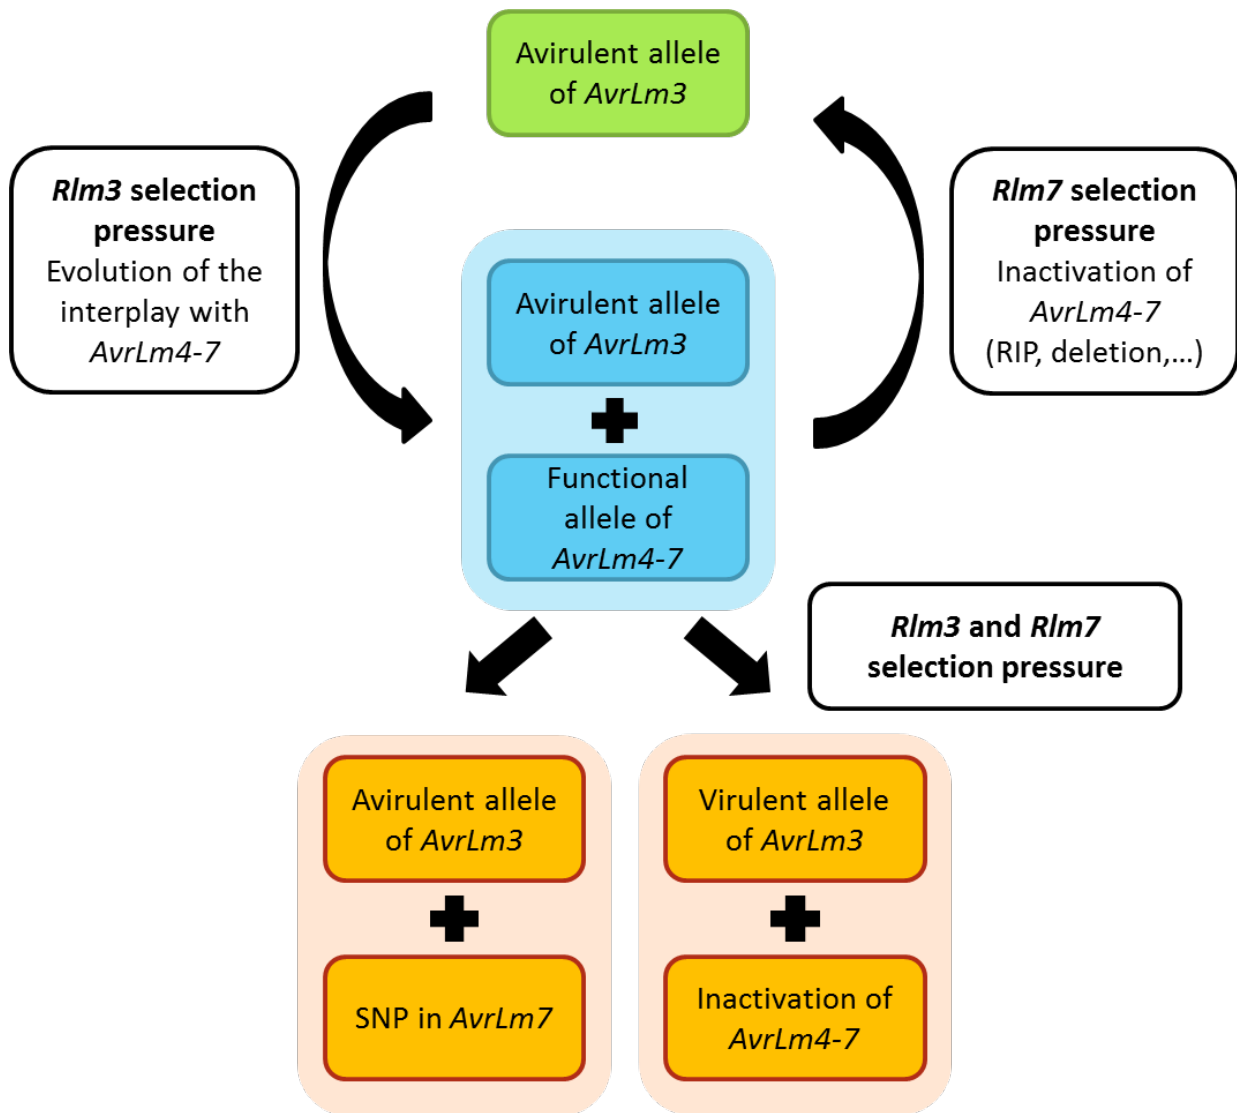 Avirulent allele
of AvrLm3
Rlm3 selection
pressure
Evolution of the
interplay with
AvrLm4-7
Rlm7 selection
pressure
Inactivation of
AvrLm4-7
(RIP, deletion,...)
Avirulent allele
of AvrLm3
Functional
allele of
AvrLm4-7
Rlm3 and Rlm7
selection pressure
Avirulent allele
of AvrLm3
SNP in AvrLm7
Virulent allele
of AvrLm3
Inactivation of
AvrLm4-7